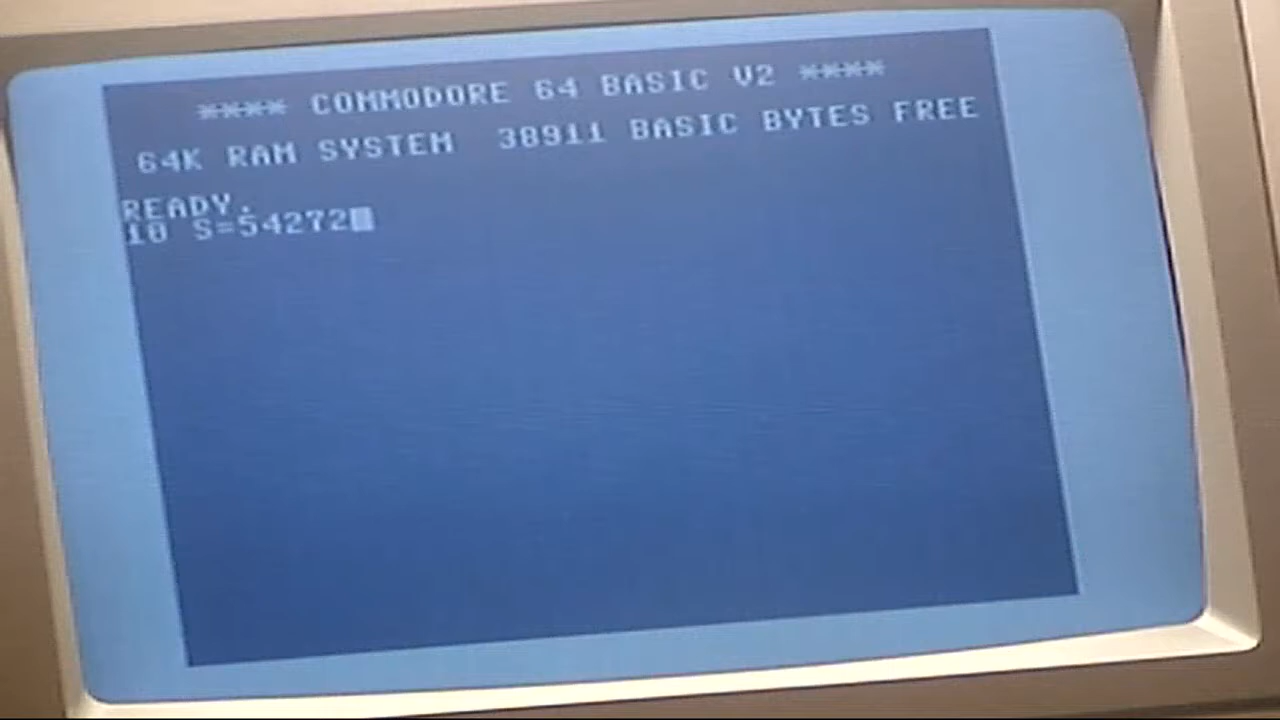 **** COMMODORE 64 BASIC V2 ****
64K RAM SYSTEM  38911 BASIC BYTES FREE
READY.
10 S=54272